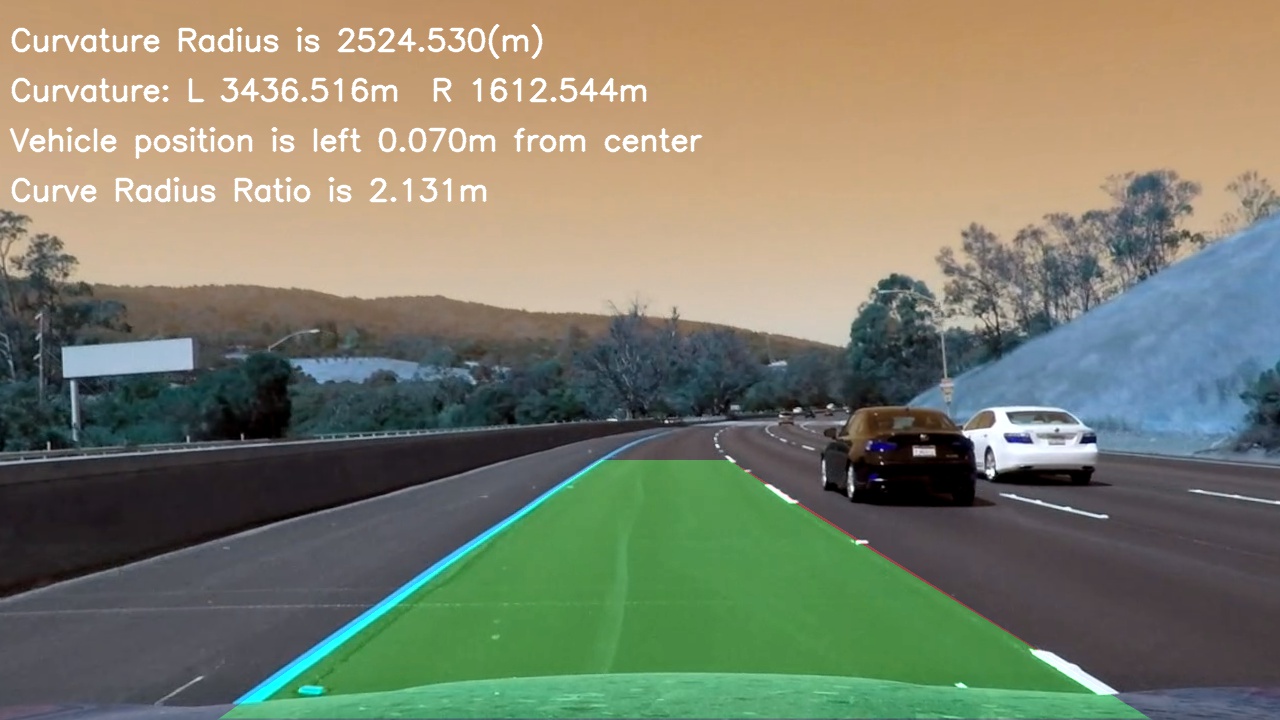 Curvature Radius is 2524.530(m)
Curvature: L 3436.516m R 1612.544m
Vehicle position is left 0.070m from center
Curve Radius Ratio is 2.131m